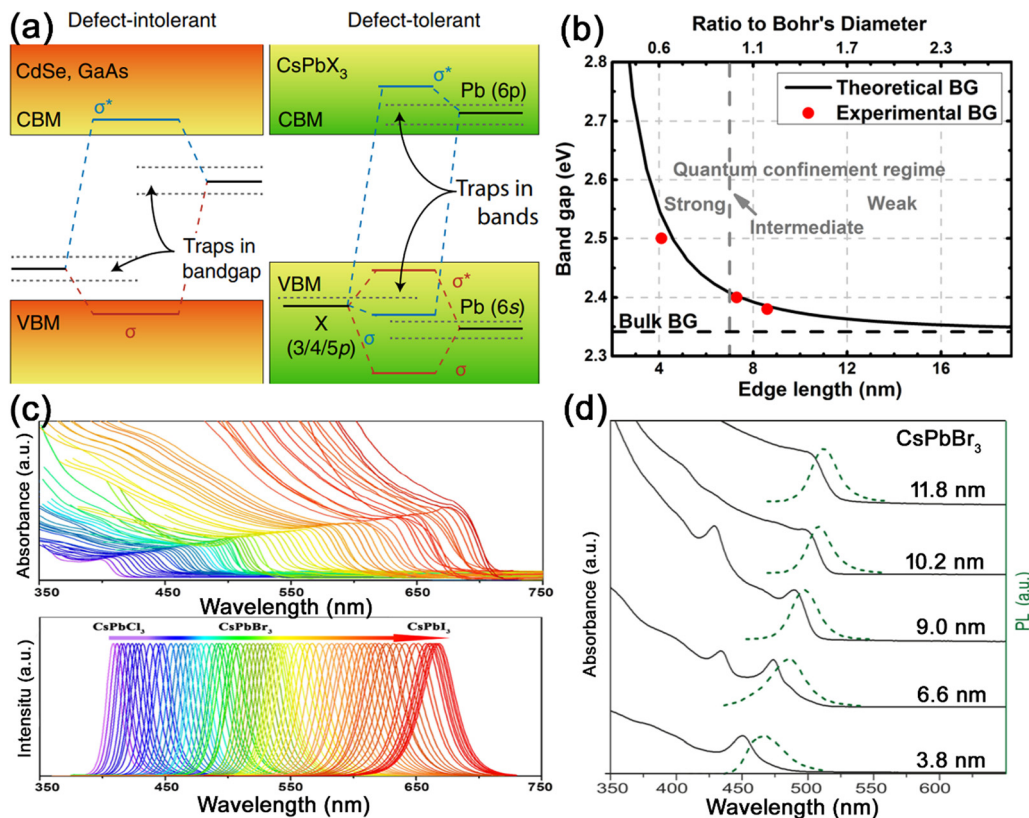 (a)
Defect-intolerant
Defect-tolerant
CdSe, GaAs
σ*
CBM
Traps in
bandgap
VBM
σ
CsPbX₃
σ*
Pb (6p)
CBM
Traps in
bands
VBM
σ*
Pb (6s)
X
σ
(3/4/5p)
σ
(b)
Ratio to Bohr's Diameter
0.6 1.1 1.7 2.3
2.8
2.7
2.6
2.5
2.4
2.3
Band gap (eV)
Theoretical BG
Experimental BG
Quantum confinement regime
Strong
Weak
Intermediate
Bulk BG
4 8 12 16
Edge length (nm)
(c)
Absorbance (a.u.)
350 450 550 650 750
Wavelength (nm)
CsPbCl₃ CsPbBr₃ CsPbI₃
Intensitu (a.u.)
350 450 550 650 750
Wavelength (nm)
(d)
CsPbBr₃
11.8 nm
10.2 nm
9.0 nm
6.6 nm
3.8 nm
Absorbance (a.u.)
PL (a.u.)
350 400 450 500 550 600
Wavelength (nm)